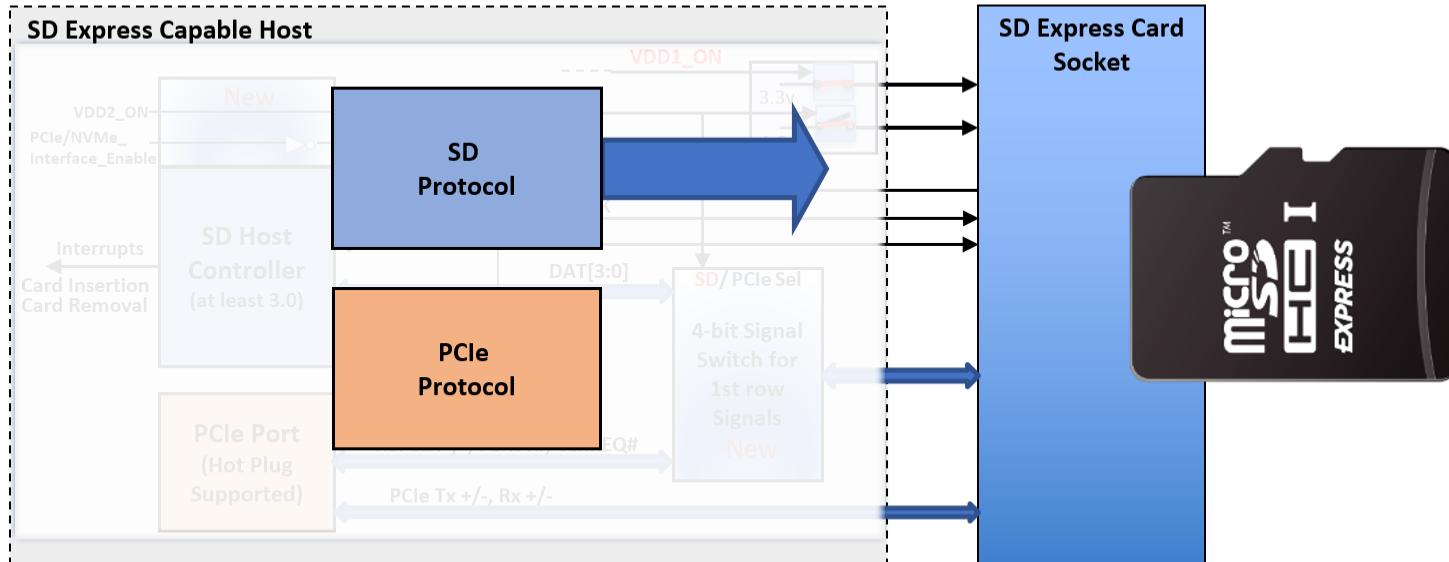 SD Express Capable Host
SD Express Card
Socket
VDD1_ON
New
VDD2_ON
3.3v
PCIe/NVMe_
Interface_Enable
SD
Protocol
SD Host
Controller
(at least 3.0)
Interrupts
Card Insertion
Card Removal
DAT[3:0]
SD/ PCIe Sel
4-bit Signal
Switch for
1st row
Signals
New
PCIe
Protocol
PCIe Port
(Hot Plug
Supported)
EQ#
PCIe Tx +/-, Rx +/-
micro
SD
HC I
EXPRESS
TM